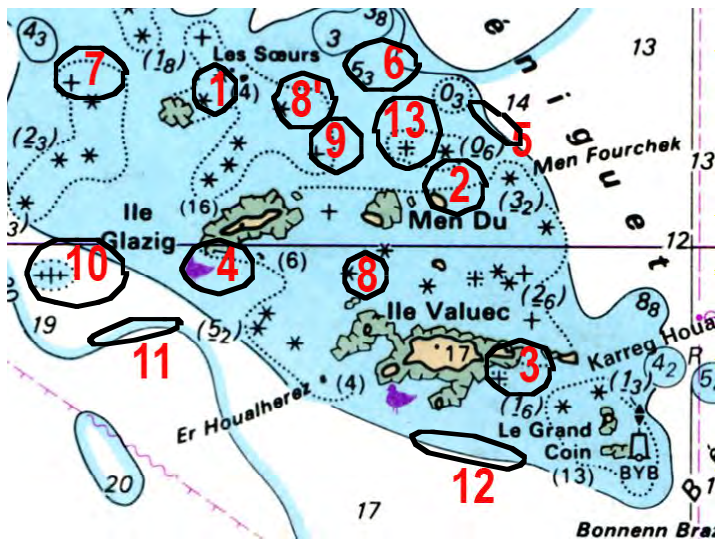 4₃
(1₈)
Les Sœurs
3
3₈
5₃
6
é
n
i
g
u
e
t
13
7
1
(4)
8'
13
0₃
14
5
9
(0₆)
Men Fourchek
13
(2₃)
2
(3₂)
(16)
Ile
Glazig
Men Du
12
3)
10
4
(6)
8
19
(5₂)
Ile Valuec
(2₆)
8₈
11
17
3
Karreg Houa
R
(4)
(1₆)
(1₃)
4₂
5
Er Houalherez
Le Grand
Coin
12
(13)
BYB
20
17
B
Bonnenn Braz